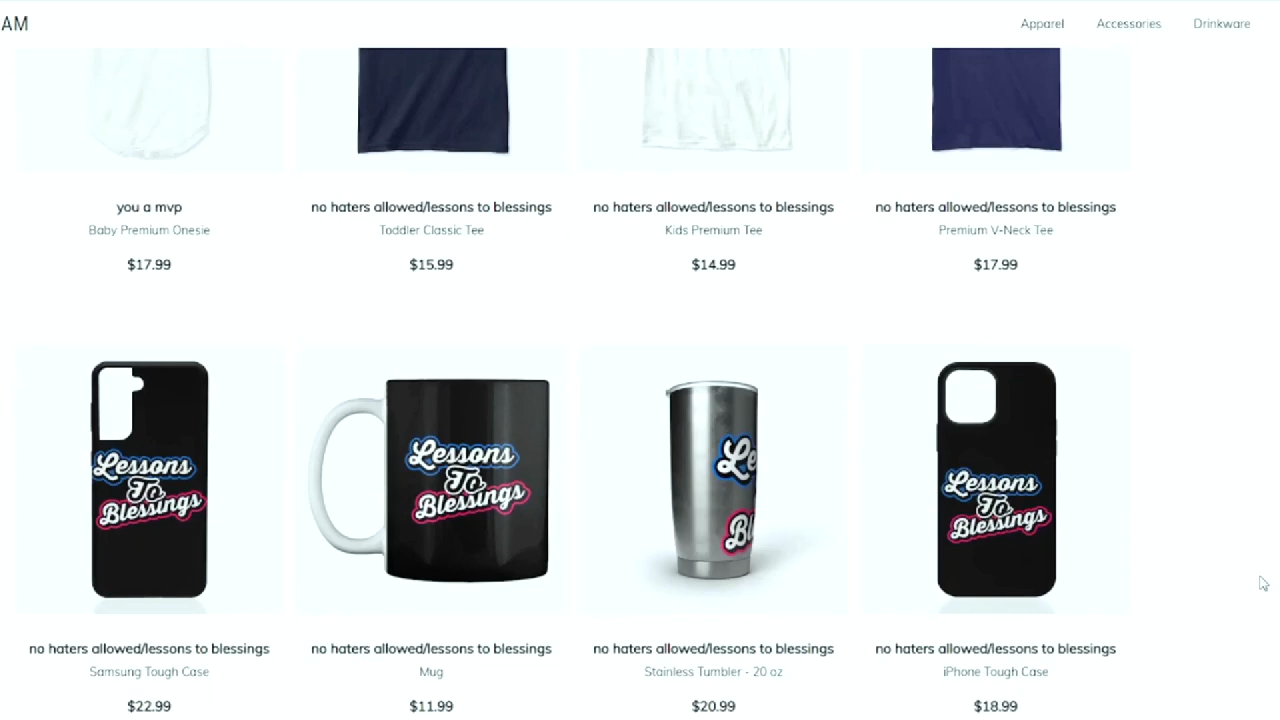 AM
Apparel
Accessories
Drinkware
you a mvp
Baby Premium Onesie
$17.99
no haters allowed/lessons to blessings
Toddler Classic Tee
$15.99
no haters allowed/lessons to blessings
Kids Premium Tee
$14.99
no haters allowed/lessons to blessings
Premium V-Neck Tee
$17.99
Lessons
To
Blessings
no haters allowed/lessons to blessings
Samsung Tough Case
$22.99
Lessons
To
Blessings
no haters allowed/lessons to blessings
Mug
$11.99
Le
Bl
no haters allowed/lessons to blessings
Stainless Tumbler - 20 oz
$20.99
Lessons
To
Blessings
no haters allowed/lessons to blessings
iPhone Tough Case
$18.99